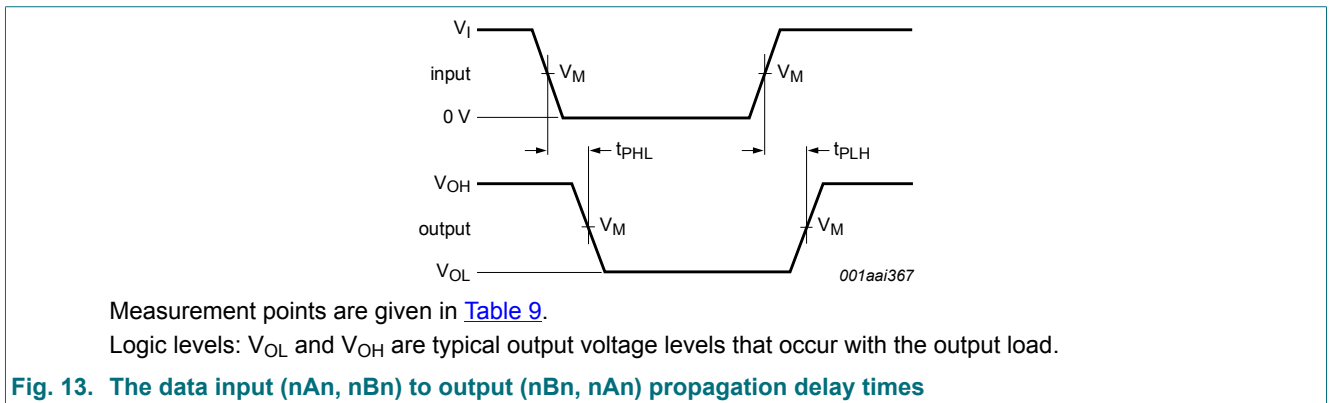 V_I
input
V_M
V_M
0 V
t_PHL
t_PLH
V_OH
output
V_M
V_M
V_OL
001aai367
Measurement points are given in Table 9.
Logic levels: V_OL and V_OH are typical output voltage levels that occur with the output load.
Fig. 13. The data input (nAn, nBn) to output (nBn, nAn) propagation delay times